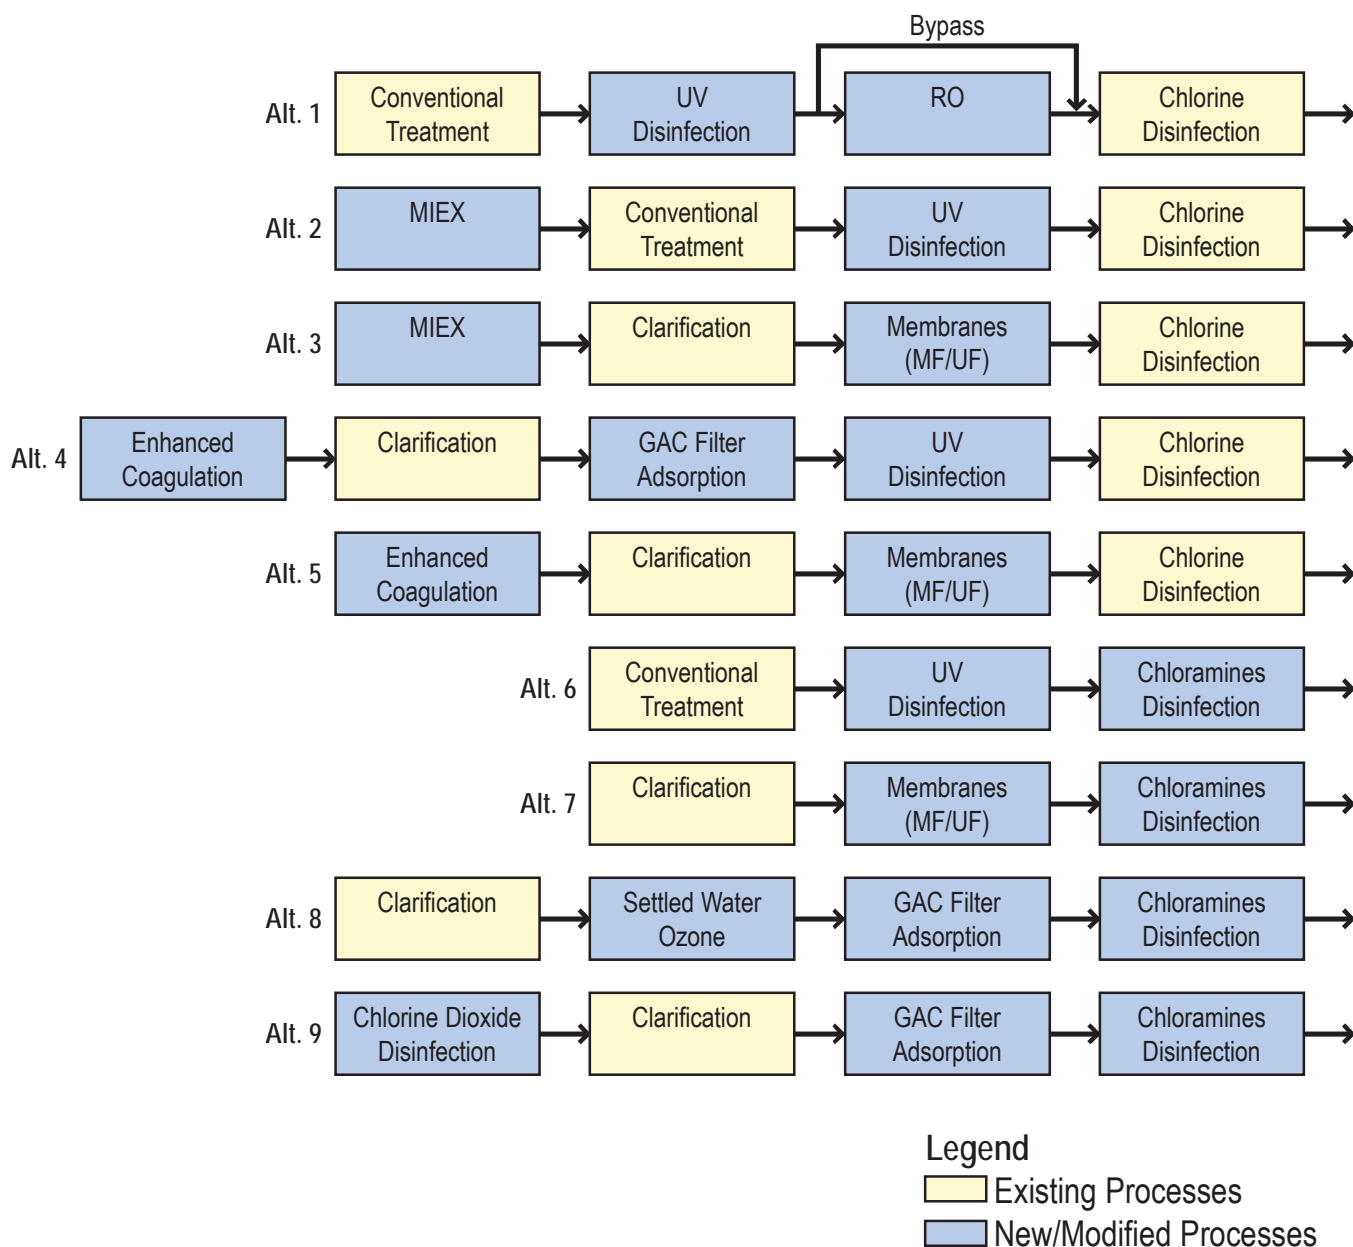 Bypass
Alt. 1
Conventional
Treatment
UV
Disinfection
RO
Chlorine
Disinfection
Alt. 2
MIEX
Conventional
Treatment
UV
Disinfection
Chlorine
Disinfection
Alt. 3
MIEX
Clarification
Membranes
(MF/UF)
Chlorine
Disinfection
Alt. 4
Enhanced
Coagulation
Clarification
GAC Filter
Adsorption
UV
Disinfection
Chlorine
Disinfection
Alt. 5
Enhanced
Coagulation
Clarification
Membranes
(MF/UF)
Chlorine
Disinfection
Alt. 6
Conventional
Treatment
UV
Disinfection
Chloramines
Disinfection
Alt. 7
Clarification
Membranes
(MF/UF)
Chloramines
Disinfection
Alt. 8
Clarification
Settled Water
Ozone
GAC Filter
Adsorption
Chloramines
Disinfection
Alt. 9
Chlorine Dioxide
Disinfection
Clarification
GAC Filter
Adsorption
Chloramines
Disinfection
Legend
Existing Processes
New/Modified Processes